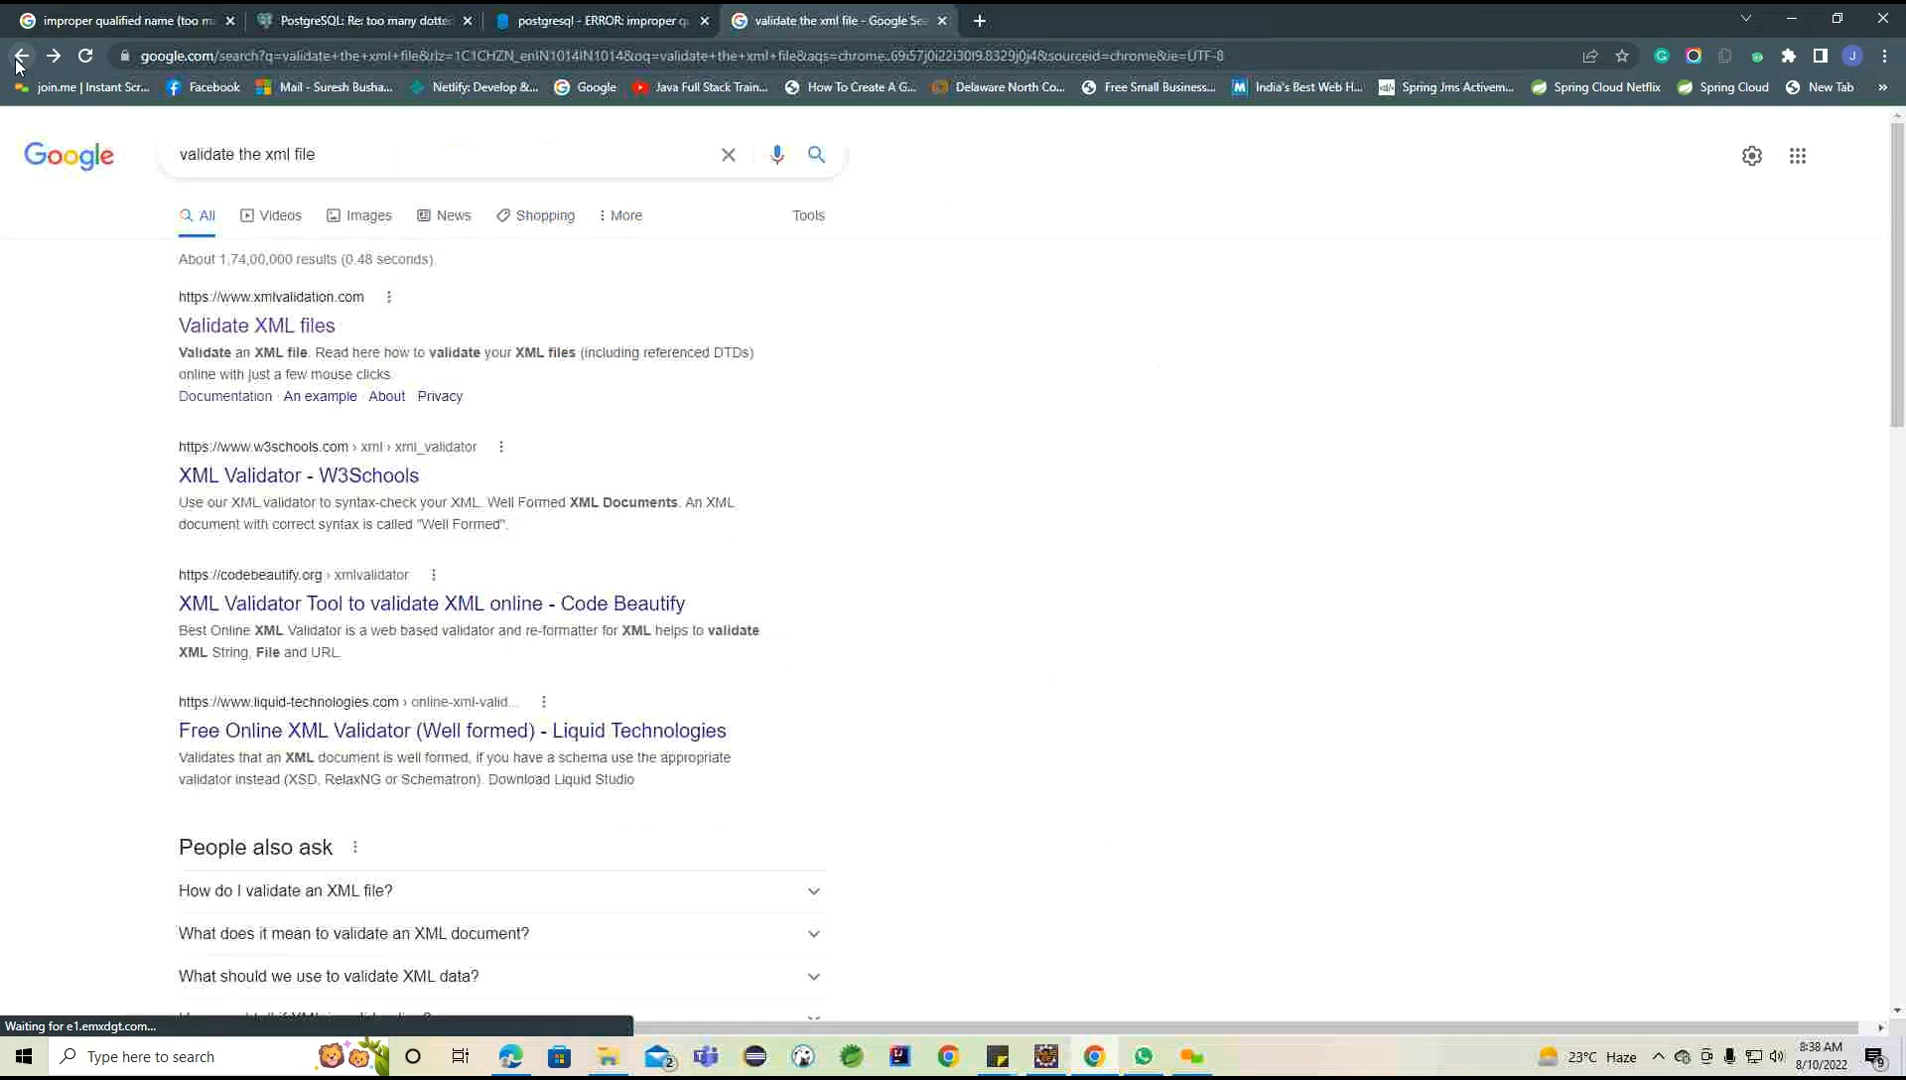 improper qualified name (too m
PostgreSQL: Re: too many dotte
postgresql - ERROR: improper q
validate the xml file - Google Se
google.com/search?q=validate+the+xml+file&rlz=1C1CHZN_enIN1014IN1014&oq=validate+the+xml+file&aqs=chrome..69i57j0i22i30l9.8329j0j4&sourceid=chrome&ie=UTF-8
join.me | Instant Scr...
Facebook
Mail - Suresh Busha...
Netlify: Develop &...
Google
Java Full Stack Train...
How To Create A G...
Delaware North Co...
Free Small Business...
India's Best Web H...
Spring Jms Activem...
Spring Cloud Netflix
Spring Cloud
New Tab
»
Google
validate the xml file
All
Videos
Images
News
Shopping
More
Tools
About 1,74,00,000 results (0.48 seconds)
https://www.xmlvalidation.com
Validate XML files
Validate an XML file. Read here how to validate your XML files (including referenced DTDs)
online with just a few mouse clicks.
Documentation · An example · About · Privacy
https://www.w3schools.com › xml › xml_validator
XML Validator - W3Schools
Use our XML validator to syntax-check your XML. Well Formed XML Documents. An XML
document with correct syntax is called "Well Formed".
https://codebeautify.org › xmlvalidator
XML Validator Tool to validate XML online - Code Beautify
Best Online XML Validator is a web based validator and re-formatter for XML helps to validate
XML String, File and URL.
https://www.liquid-technologies.com › online-xml-valid...
Free Online XML Validator (Well formed) - Liquid Technologies
Validates that an XML document is well formed, if you have a schema use the appropriate
validator instead (XSD, RelaxNG or Schematron). Download Liquid Studio
People also ask
How do I validate an XML file?
What does it mean to validate an XML document?
What should we use to validate XML data?
Waiting for e1.emxdgt.com...
Type here to search
2
23°C Haze
8:38 AM
8/10/2022
9
J